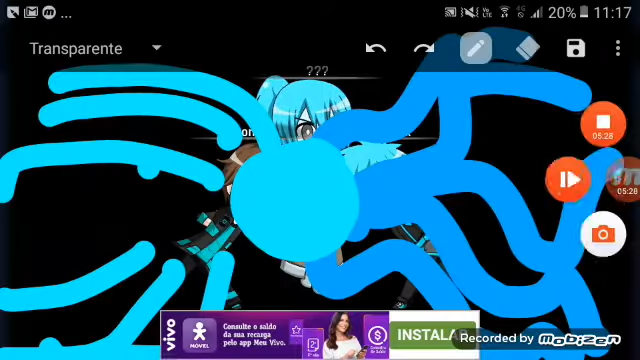 20% 11:17
Transparente
???
05:28
05:28
vivo
MÓVEL
Consulte o saldo
da sua recarga
pelo app Meu Vivo.
INSTALA
Recorded by MOBIZEN